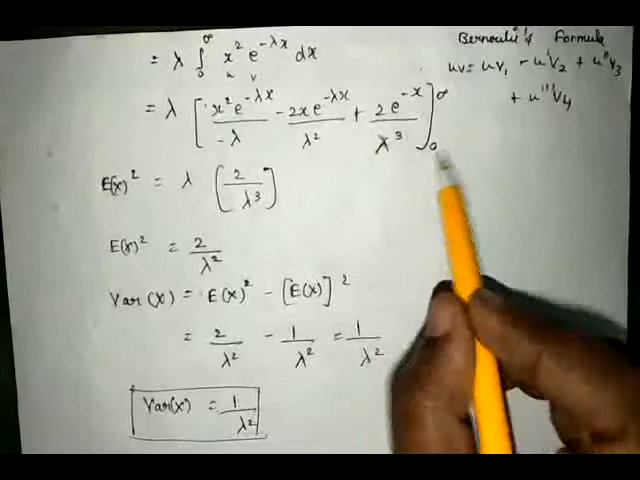 = λ ∫₀^∞ x² e^{-λx} dx
u v
= λ [ x² e^{-λx} / -λ - 2x e^{-λx} / λ² + 2 e^{-x} / λ³ ]₀^∞
E(x)² = λ [ 2 / λ³ ]
E(x)² = 2 / λ²
Var(X) = E(x)² - [E(x)]²
= 2 / λ² - 1 / λ² = 1 / λ²
Var(x) = 1 / λ²
Bernoulli's Formula
uv = uv₁ - u'v₂ + u''v₃
+ u'''v₄